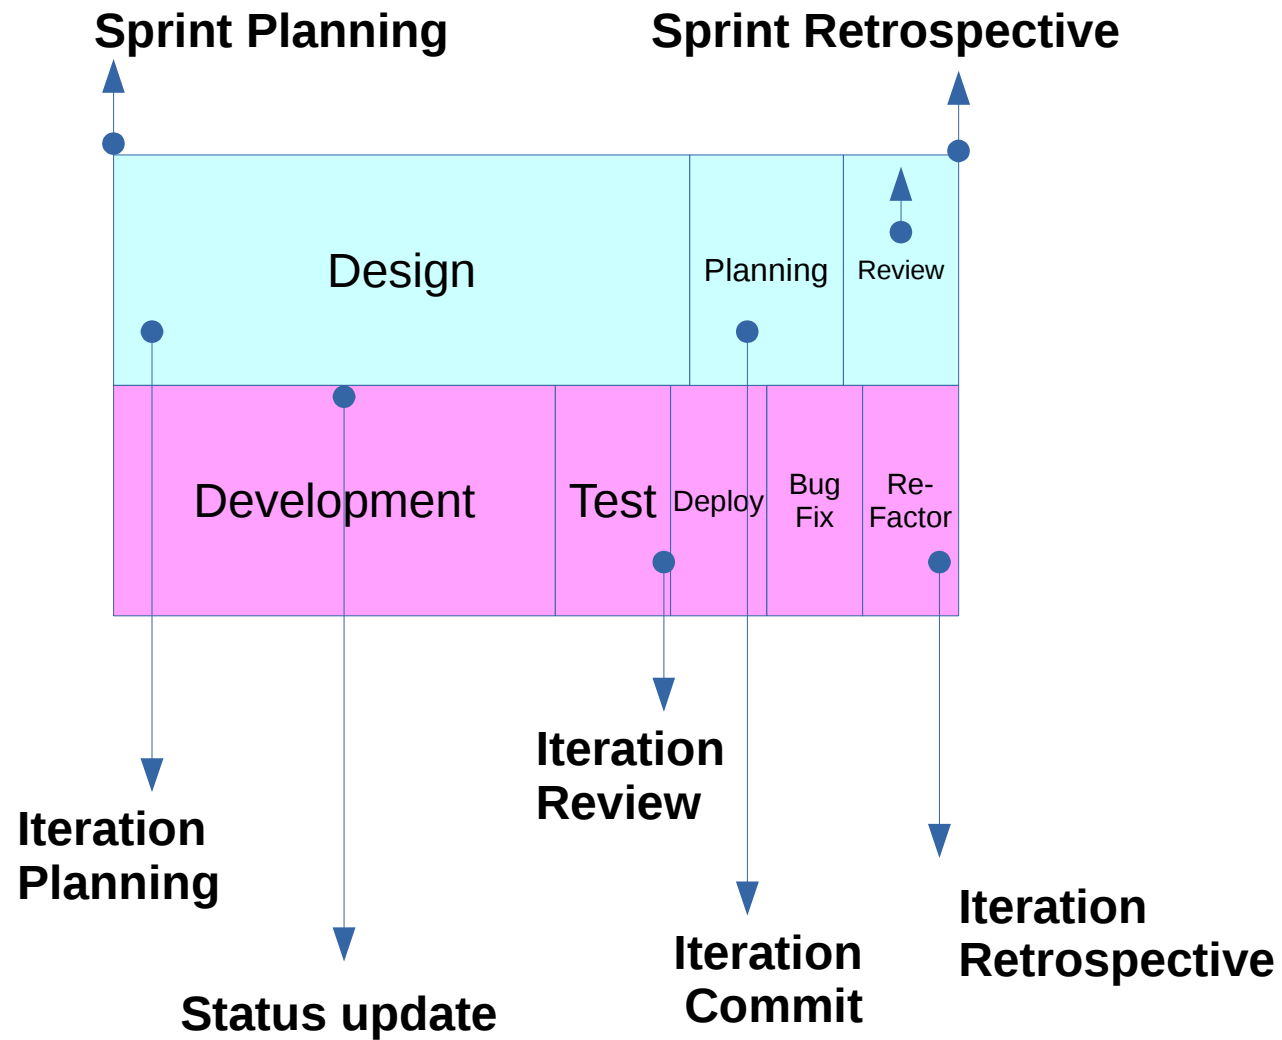 Sprint Planning
Sprint Retrospective
Design
Planning
Review
Development
Test
Deploy
Bug
Fix
Re-
Factor
Iteration
Review
Iteration
Planning
Iteration
Retrospective
Iteration
Commit
Status update